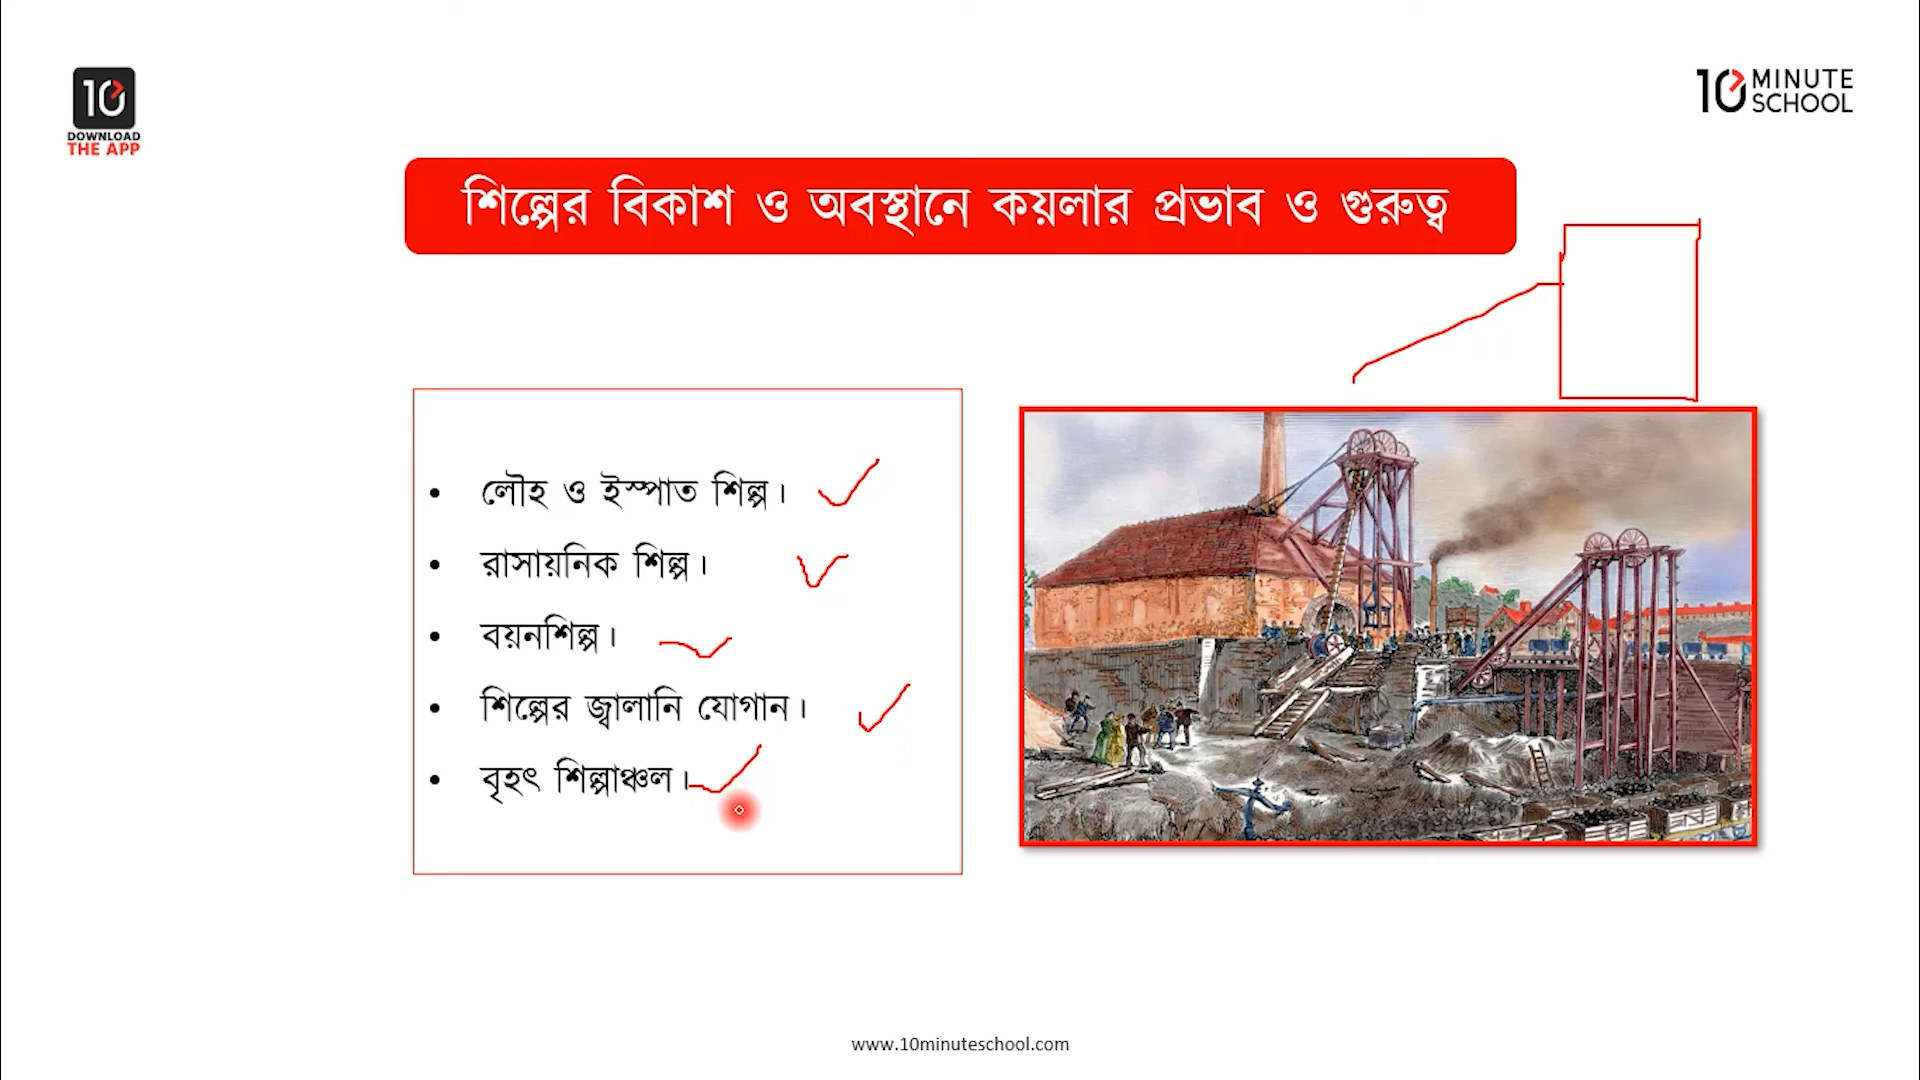 10
DOWNLOAD
THE APP
10 MINUTE
SCHOOL
শিল্পের বিকাশ ও অবস্থানে কয়লার প্রভাব ও গুরুত্ব
• লৌহ ও ইস্পাত শিল্প।
• রাসায়নিক শিল্প।
• বয়নশিল্প।
• শিল্পের জ্বালানি যোগান।
• বৃহৎ শিল্পাঞ্চল।
www.10minuteschool.com